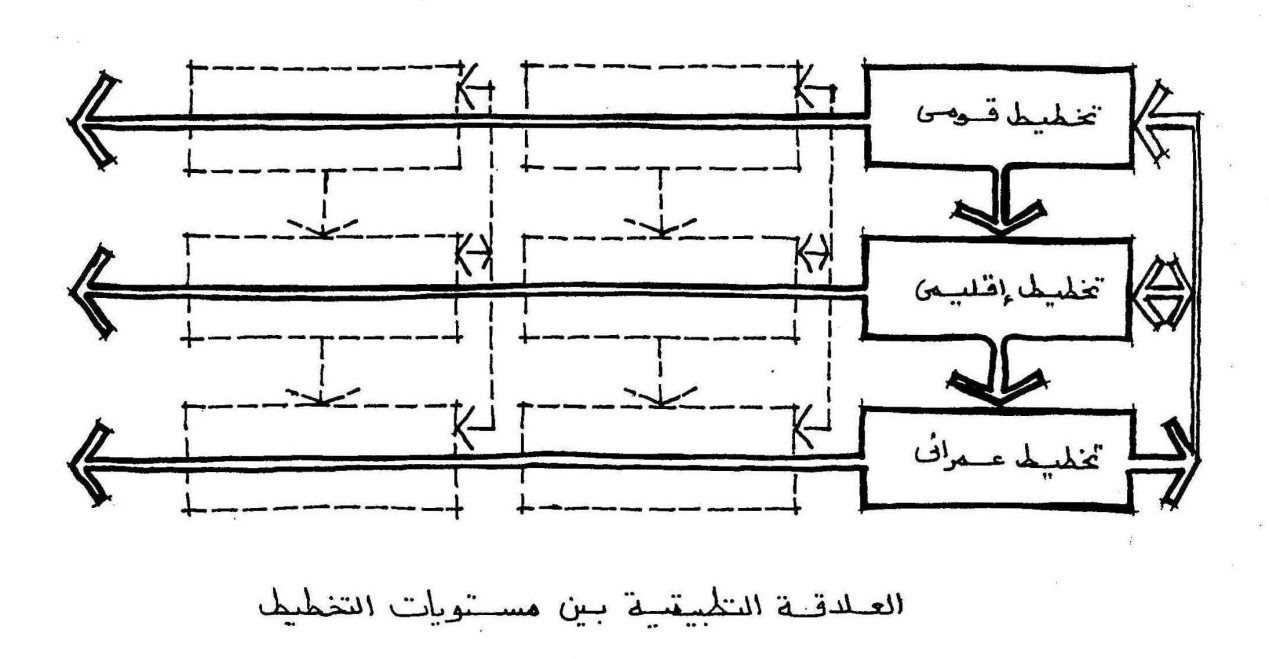 تخطيط قومى
تخطيط إقليمى
تخطيط عمرانى
العلاقة التطبيقية بين مستويات التخطيط